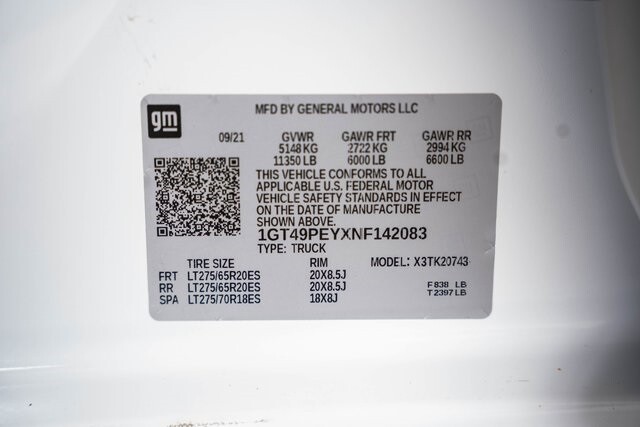 gm
MFD BY GENERAL MOTORS LLC
09/21 GVWR GAWR FRT GAWR RR
5148 KG 2722 KG 2994 KG
11350 LB 6000 LB 6600 LB
THIS VEHICLE CONFORMS TO ALL
APPLICABLE U.S. FEDERAL MOTOR
VEHICLE SAFETY STANDARDS IN EFFECT
ON THE DATE OF MANUFACTURE
SHOWN ABOVE.
1GT49PEYXNF142083
TYPE: TRUCK
TIRE SIZE RIM MODEL: X3TK20743
FRT LT275/65R20ES 20X8.5J
RR LT275/65R20ES 20X8.5J F 838 LB
SPA LT275/70R18ES 18X8J T 2397 LB